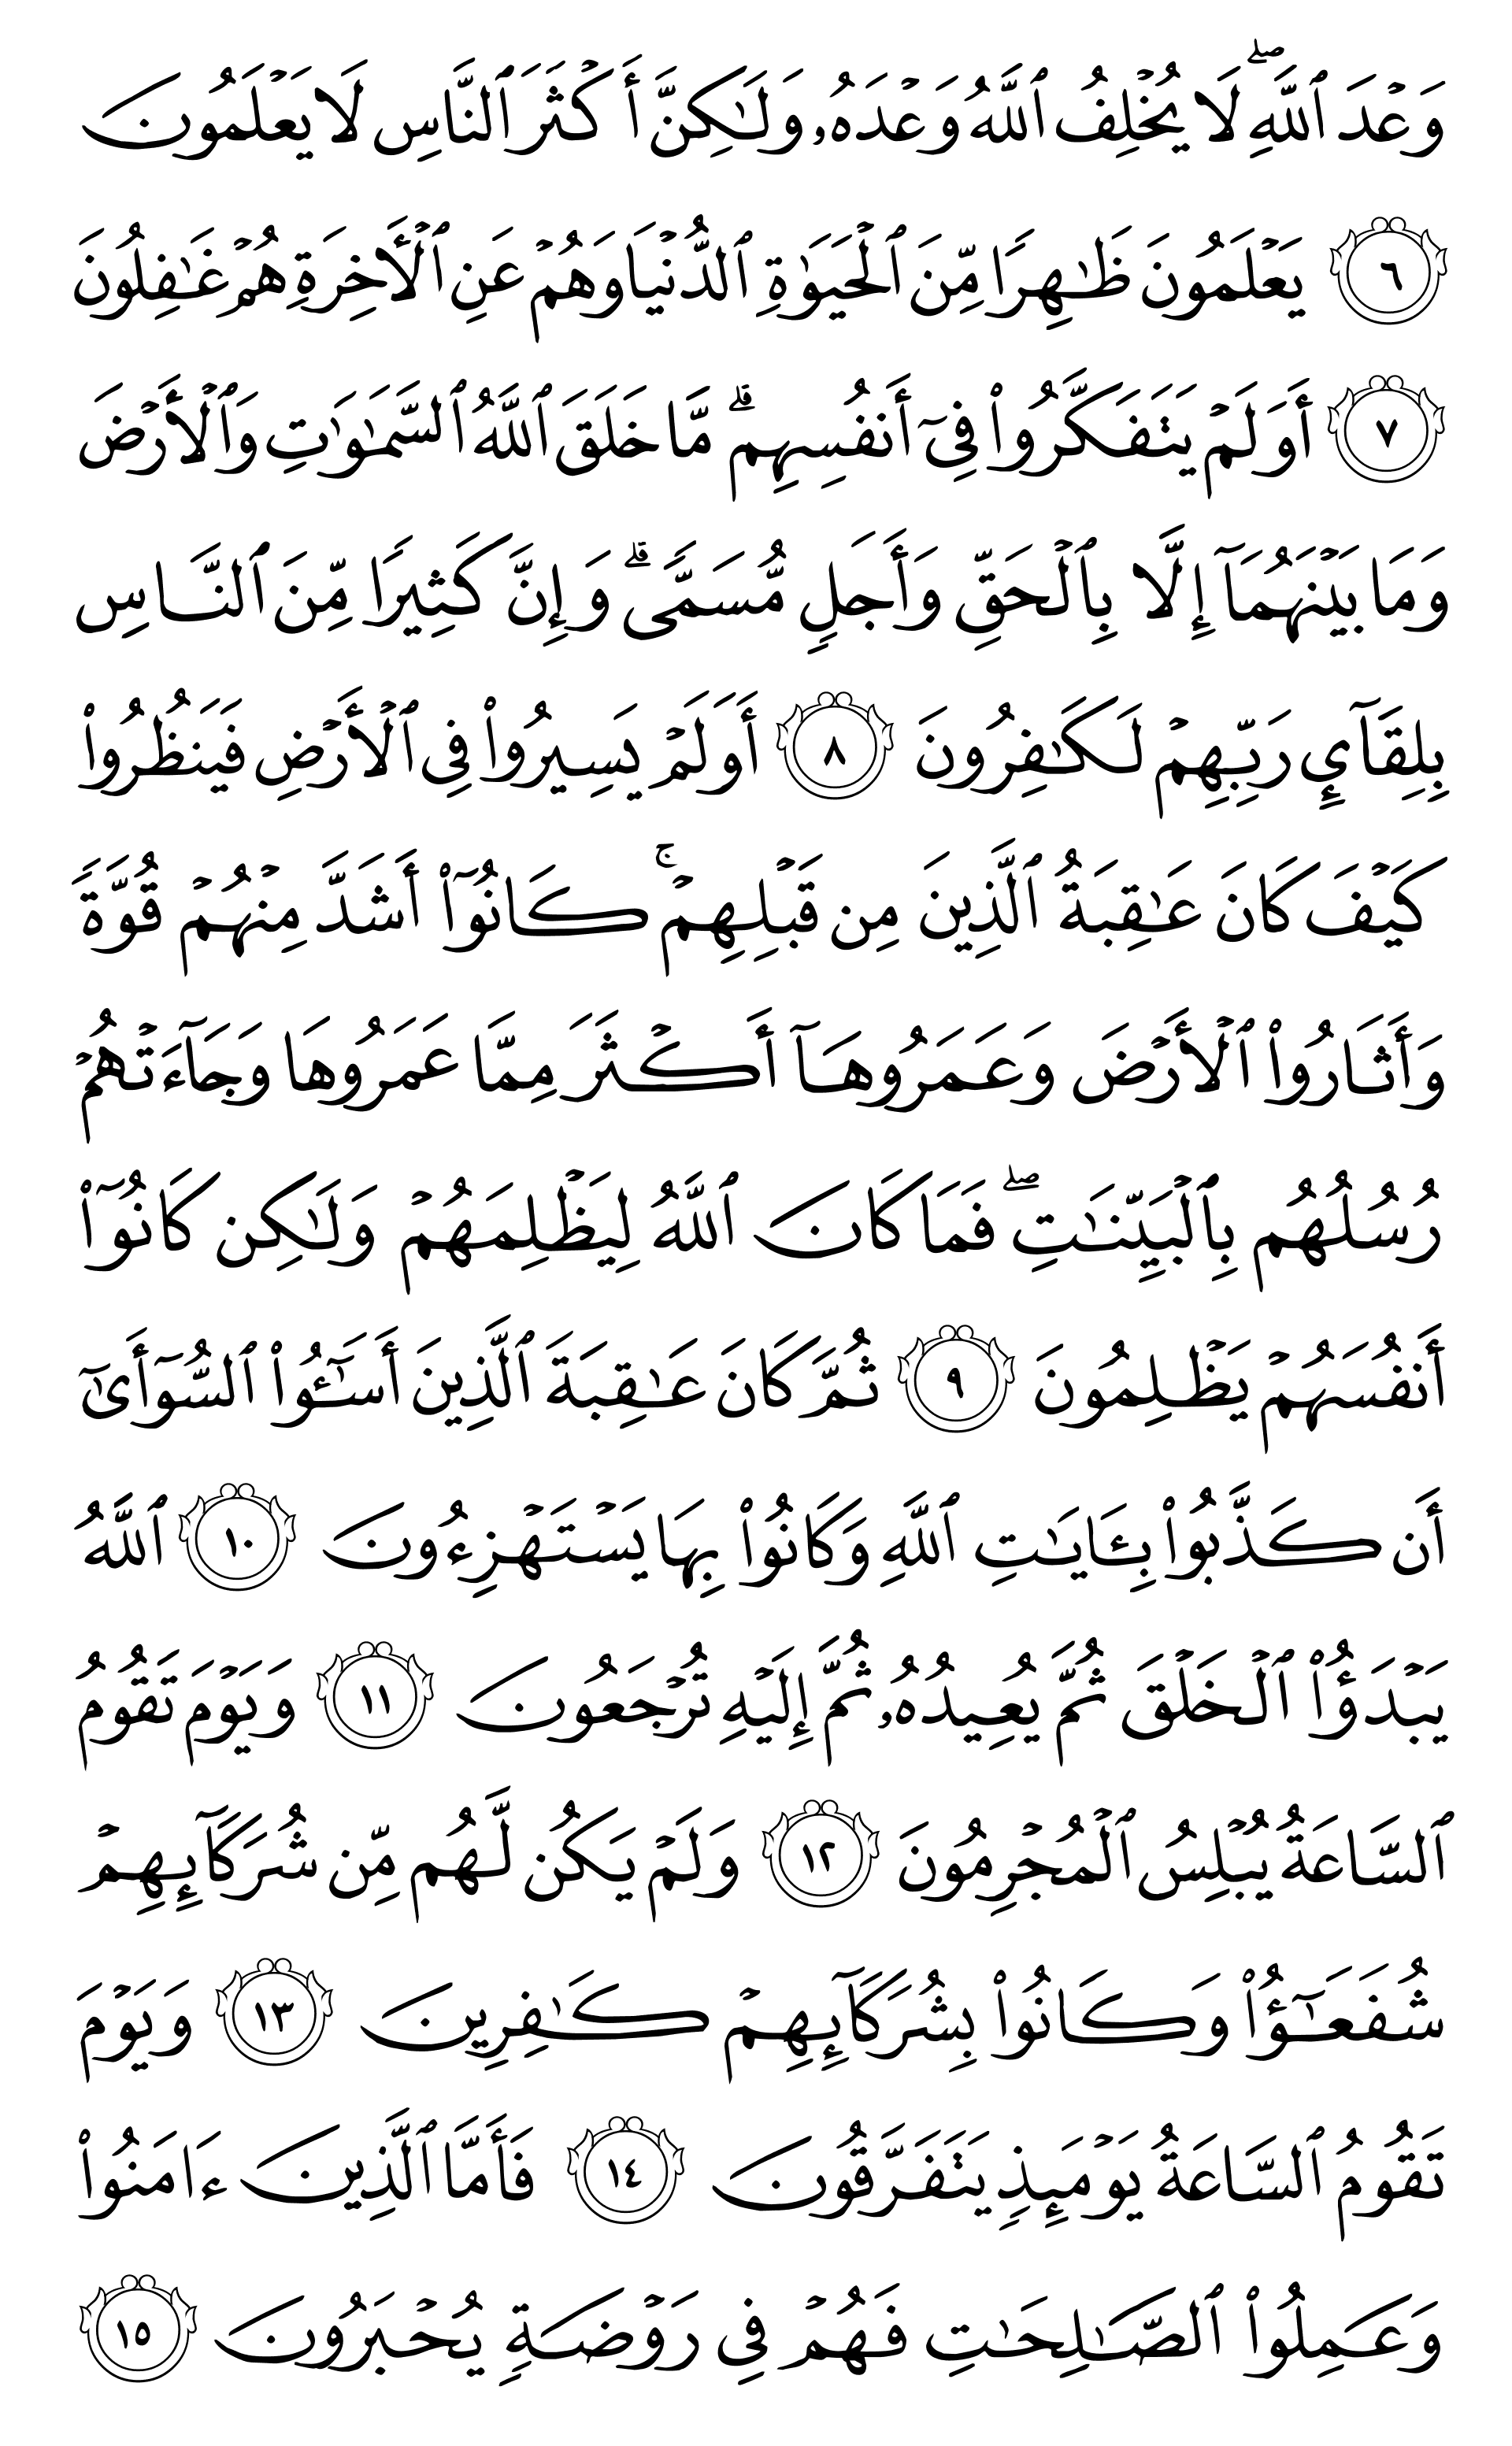 وَعْدَ ٱللَّهِ ۖ لَا يُخْلِفُ ٱللَّهُ وَعْدَهُۥ وَلَـٰكِنَّ أَكْثَرَ ٱلنَّاسِ لَا يَعْلَمُونَ
٦ يَعْلَمُونَ ظَـٰهِرًا مِّنَ ٱلْحَيَوٰةِ ٱلدُّنْيَا وَهُمْ عَنِ ٱلْأَخِرَةِ هُمْ غَـٰفِلُونَ
٧ أَوَلَمْ يَتَفَكَّرُوا۟ فِىٓ أَنفُسِهِم ۗ مَّا خَلَقَ ٱللَّهُ ٱلسَّمَـٰوَٰتِ وَٱلْأَرْضَ
وَمَا بَيْنَهُمَآ إِلَّا بِٱلْحَقِّ وَأَجَلٍ مُّسَمًّى ۗ وَإِنَّ كَثِيرًا مِّنَ ٱلنَّاسِ
بِلِقَآئِ رَبِّهِمْ لَكَـٰفِرُونَ ٨ أَوَلَمْ يَسِيرُوا۟ فِى ٱلْأَرْضِ فَيَنظُرُوا۟
كَيْفَ كَانَ عَـٰقِبَةُ ٱلَّذِينَ مِن قَبْلِهِمْ ۚ كَانُوٓا۟ أَشَدَّ مِنْهُمْ قُوَّةً
وَأَثَارُوا۟ ٱلْأَرْضَ وَعَمَرُوهَآ أَكْثَرَ مِمَّا عَمَرُوهَا وَجَآءَتْهُمْ
رُسُلُهُم بِٱلْبَيِّنَـٰتِ ۖ فَمَا كَانَ ٱللَّهُ لِيَظْلِمَهُمْ وَلَـٰكِن كَانُوٓا۟
أَنفُسَهُمْ يَظْلِمُونَ ٩ ثُمَّ كَانَ عَـٰقِبَةَ ٱلَّذِينَ أَسَـٰٓـُٔوا۟ ٱلسُّوٓأَىٰٓ
أَن كَذَّبُوا۟ بِـَٔايَـٰتِ ٱللَّهِ وَكَانُوا۟ بِهَا يَسْتَهْزِءُونَ ١٠ ٱللَّهُ
يَبْدَؤُا۟ ٱلْخَلْقَ ثُمَّ يُعِيدُهُۥ ثُمَّ إِلَيْهِ تُرْجَعُونَ ١١ وَيَوْمَ تَقُومُ
ٱلسَّاعَةُ يُبْلِسُ ٱلْمُجْرِمُونَ ١٢ وَلَمْ يَكُن لَّهُم مِّن شُرَكَآئِهِمْ
شُفَعَـٰٓؤُا۟ وَكَانُوا۟ بِشُرَكَآئِهِمْ كَـٰفِرِينَ ١٣ وَيَوْمَ
تَقُومُ ٱلسَّاعَةُ يَوْمَئِذٍ يَتَفَرَّقُونَ ١٤ فَأَمَّا ٱلَّذِينَ ءَامَنُوا۟
وَعَمِلُوا۟ ٱلصَّـٰلِحَـٰتِ فَهُمْ فِى رَوْضَةٍ يُحْبَرُونَ ١٥